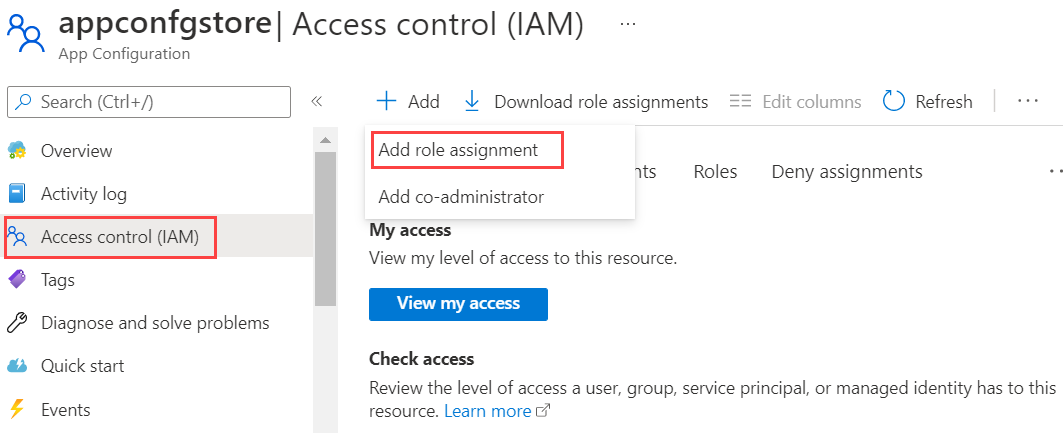 appconfgstore | Access control (IAM) ...
App Configuration
Search (Ctrl+/)
«
Add
Download role assignments
Edit columns
Refresh
...
Add role assignment
Add co-administrator
Roles
Deny assignments
Overview
Activity log
Access control (IAM)
Tags
Diagnose and solve problems
Quick start
Events
My access
View my level of access to this resource.
View my access
Check access
Review the level of access a user, group, service principal, or managed identity has to this
resource. Learn more